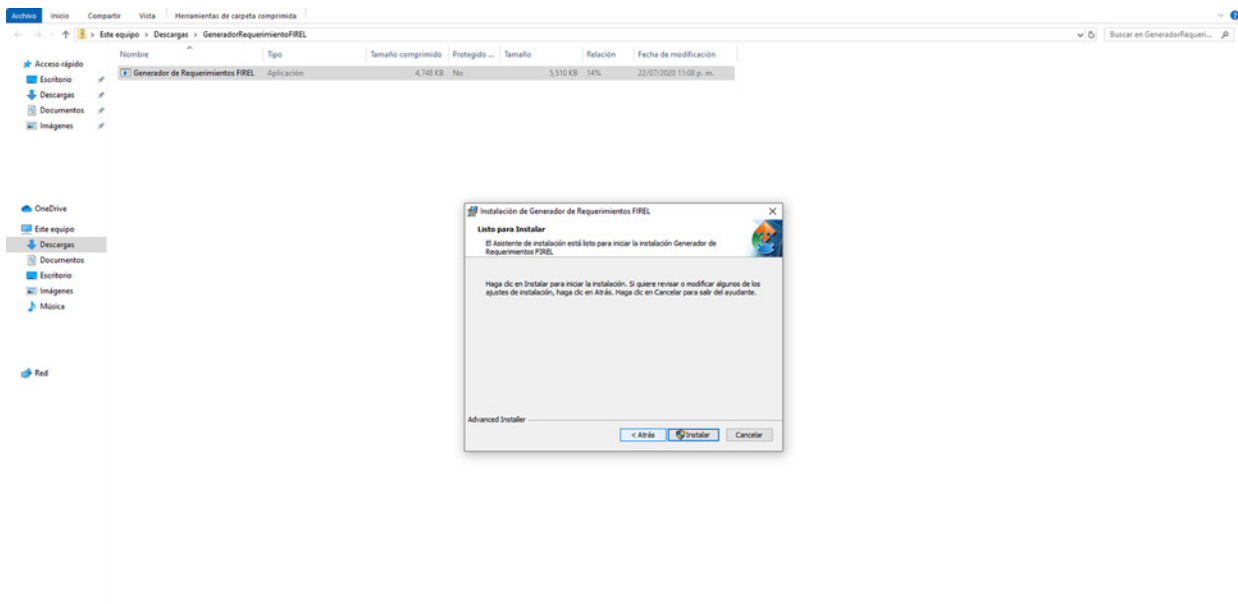 Archivo Inicio Compartir Vista Herramientas de carpeta comprimida
Este equipo > Descargas > GeneradorRequerimientoFIREL Buscar en GeneradorRequeri...
Nombre Tipo Tamaño comprimido Protegido ... Tamaño Relación Fecha de modificación
Generador de Requerimientos FIREL Aplicación 4,748 KB No 5,510 KB 14% 22/07/2020 11:08 p. m.
Acceso rápido
Escritorio
Descargas
Documentos
Imágenes
OneDrive
Este equipo
Descargas
Documentos
Escritorio
Imágenes
Música
Red
Instalación de Generador de Requerimientos FIREL
Listo para Instalar
El Asistente de instalación está listo para iniciar la instalación Generador de
Requerimientos FIREL
Haga clic en Instalar para iniciar la instalación. Si quiere revisar o modificar algunos de los
ajustes de instalación, haga clic en Atrás. Haga clic en Cancelar para salir del ayudante.
Advanced Installer
< Atrás Instalar Cancelar